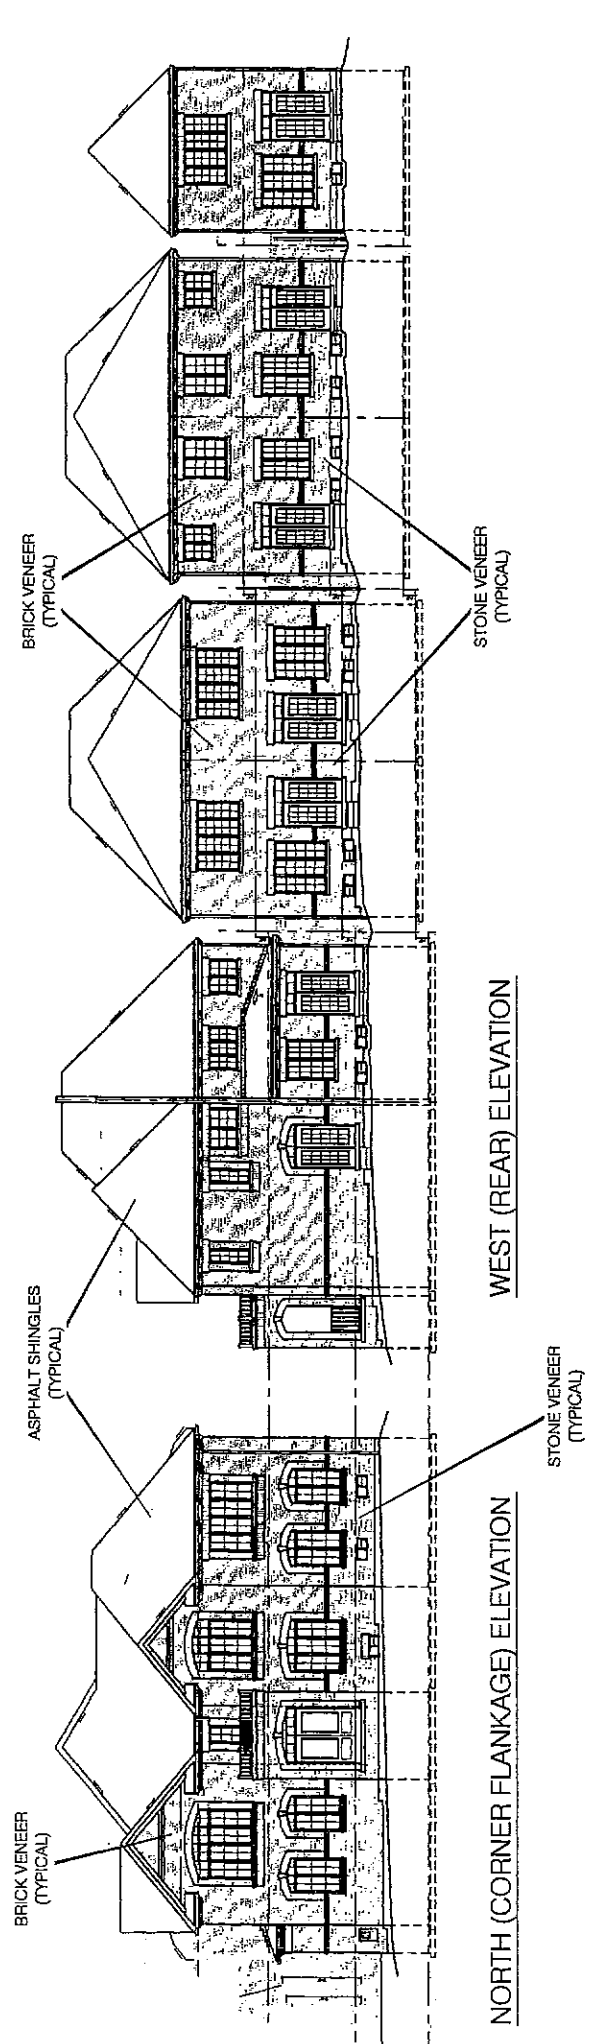 BRICK VENEER
(TYPICAL)
ASPHALT SHINGLES
(TYPICAL)
BRICK VENEER
(TYPICAL)
STONE VENEER
(TYPICAL)
STONE VENEER
(TYPICAL)
NORTH (CORNER FLANKAGE) ELEVATION
WEST (REAR) ELEVATION